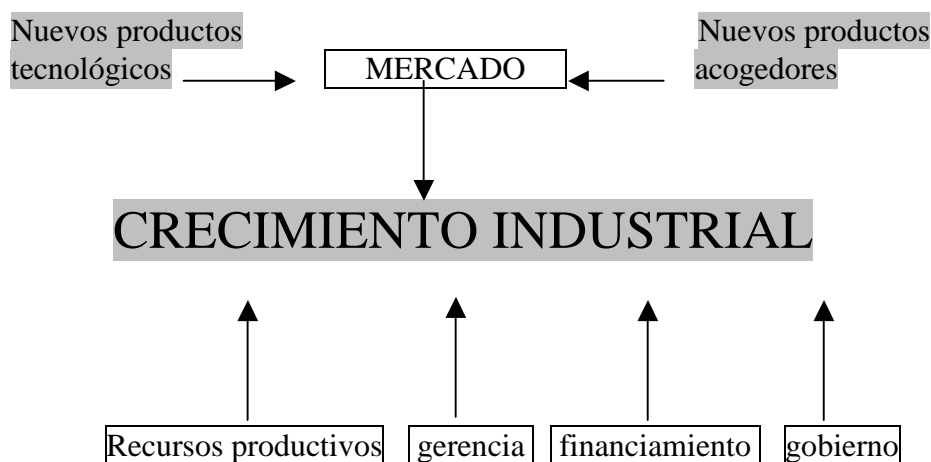 Nuevos productos
tecnológicos
MERCADO
Nuevos productos
acogedores
CRECIMIENTO INDUSTRIAL
Recursos productivos
gerencia
financiamiento
gobierno